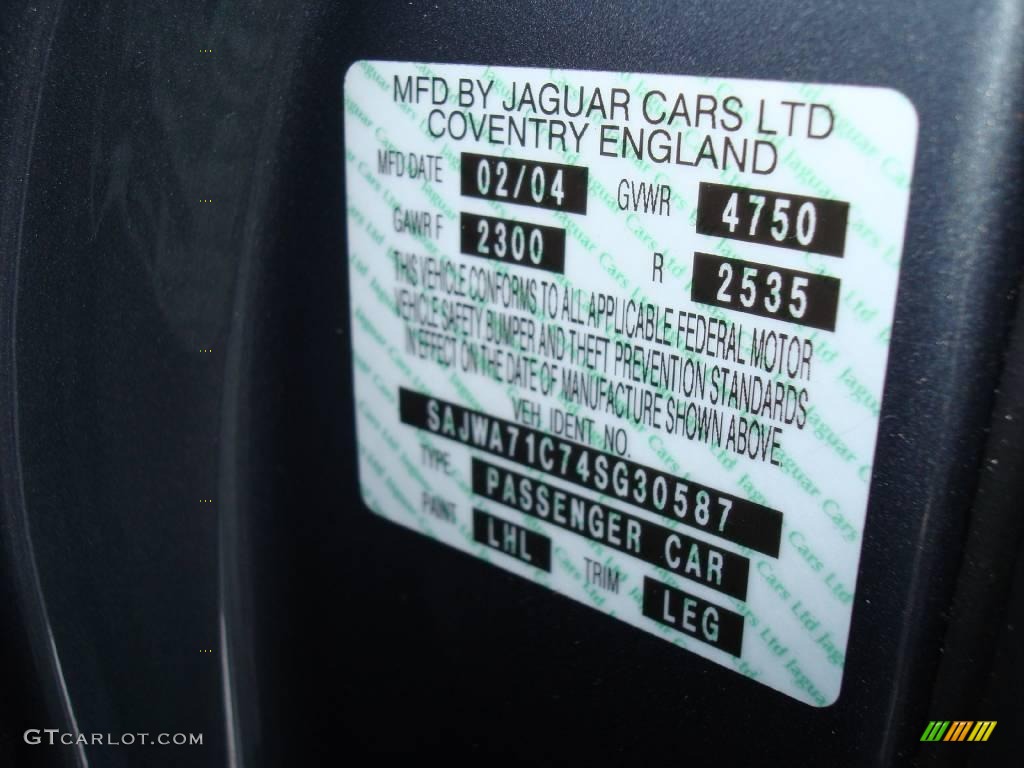 MFD BY JAGUAR CARS LTD
COVENTRY ENGLAND
MFD DATE 02/04 GVWR 4750
GAWR F 2300 R 2535
THIS VEHICLE CONFORMS TO ALL APPLICABLE FEDERAL MOTOR
VEHICLE SAFETY BUMPER AND THEFT PREVENTION STANDARDS
IN EFFECT ON THE DATE OF MANUFACTURE SHOWN ABOVE.
VEH. IDENT. NO.
SAJWA71C74SG30587
TYPE PASSENGER CAR
PAINT LHL TRIM LEG
GTCARLOT.COM